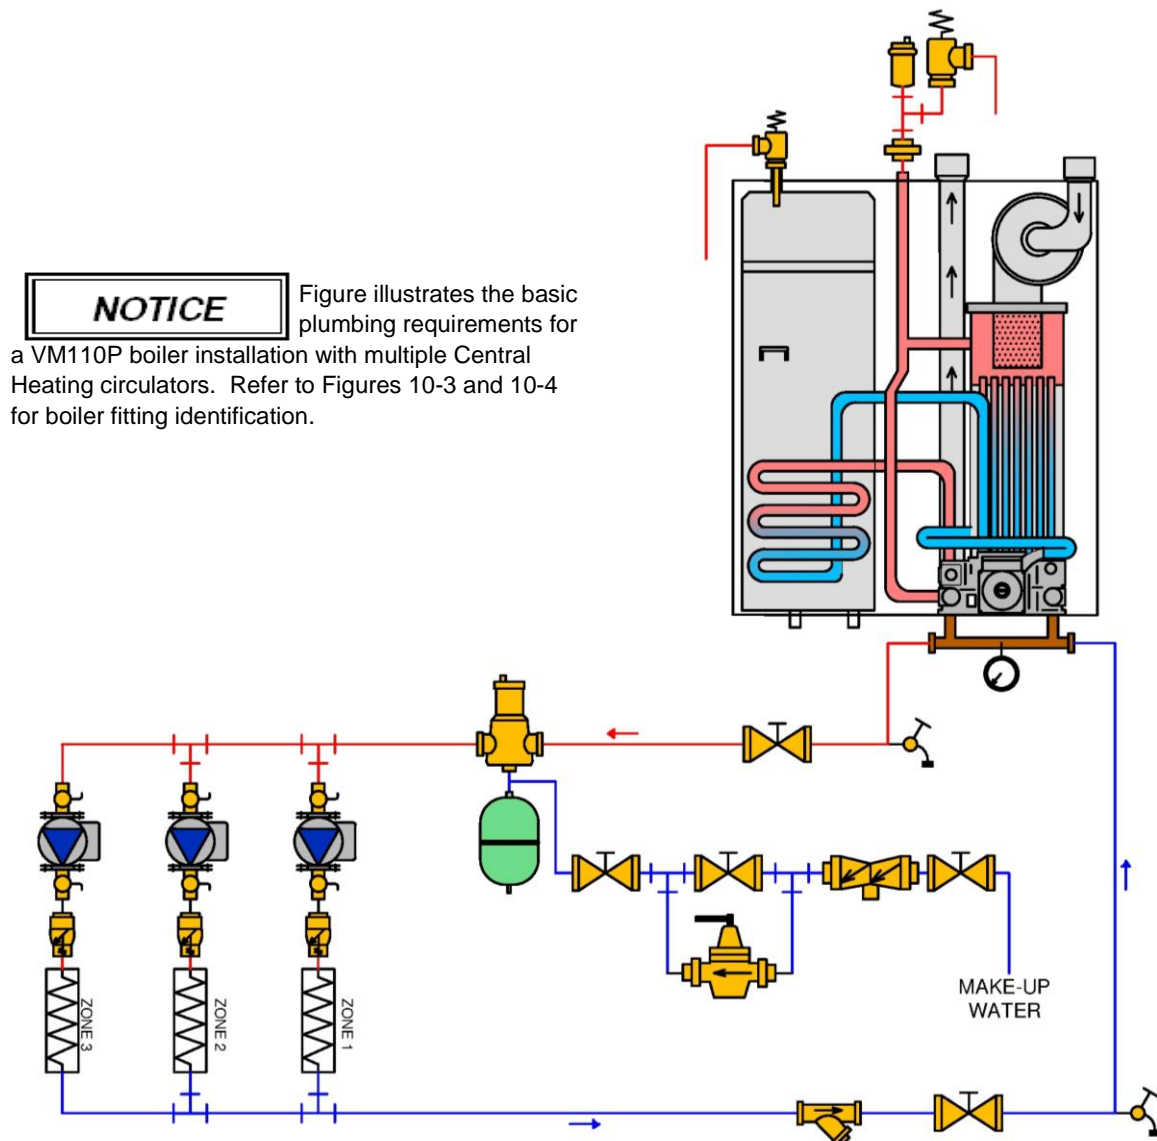 NOTICE Figure illustrates the basic
plumbing requirements for
a VM110P boiler installation with multiple Central
Heating circulators. Refer to Figures 10-3 and 10-4
for boiler fitting identification.
MAKE-UP
WATER
ZONE 3
ZONE 2
ZONE 1